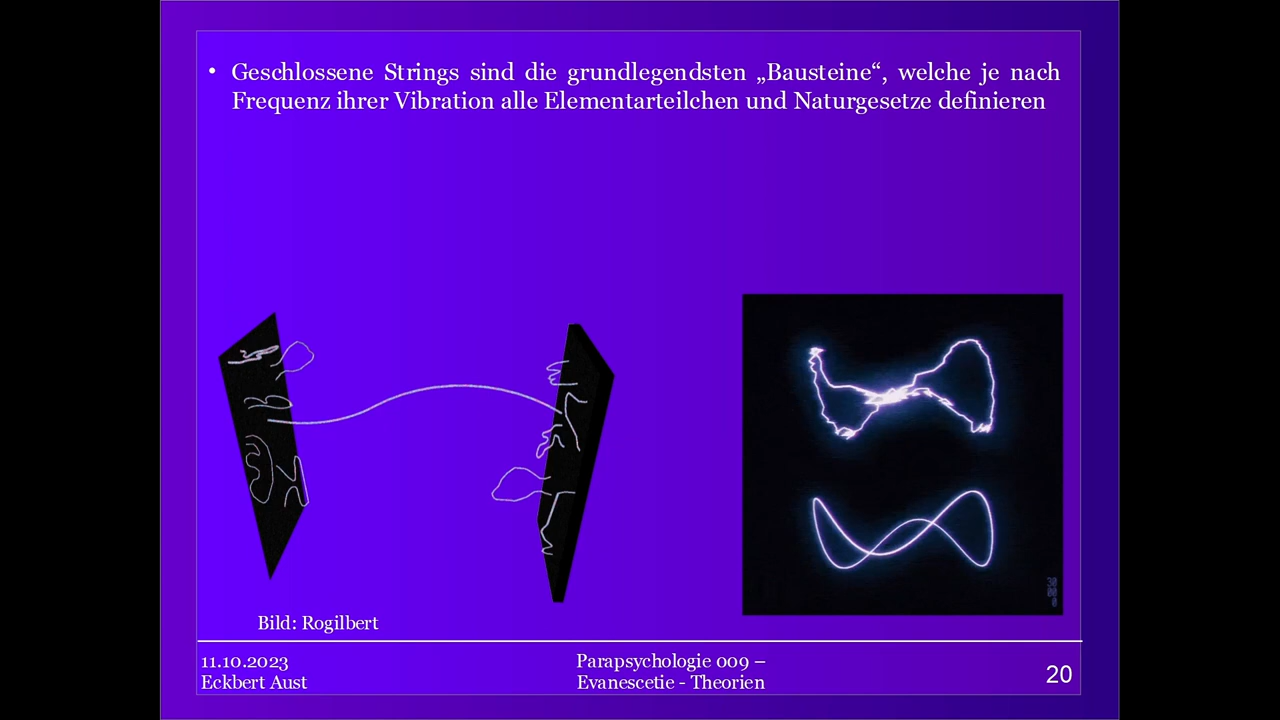 • Geschlossene Strings sind die grundlegendsten „Bausteine“, welche je nach
Frequenz ihrer Vibration alle Elementarteilchen und Naturgesetze definieren
Bild: Rogilbert
11.10.2023
Eckbert Aust
Parapsychologie 009 –
Evanescetie - Theorien
20